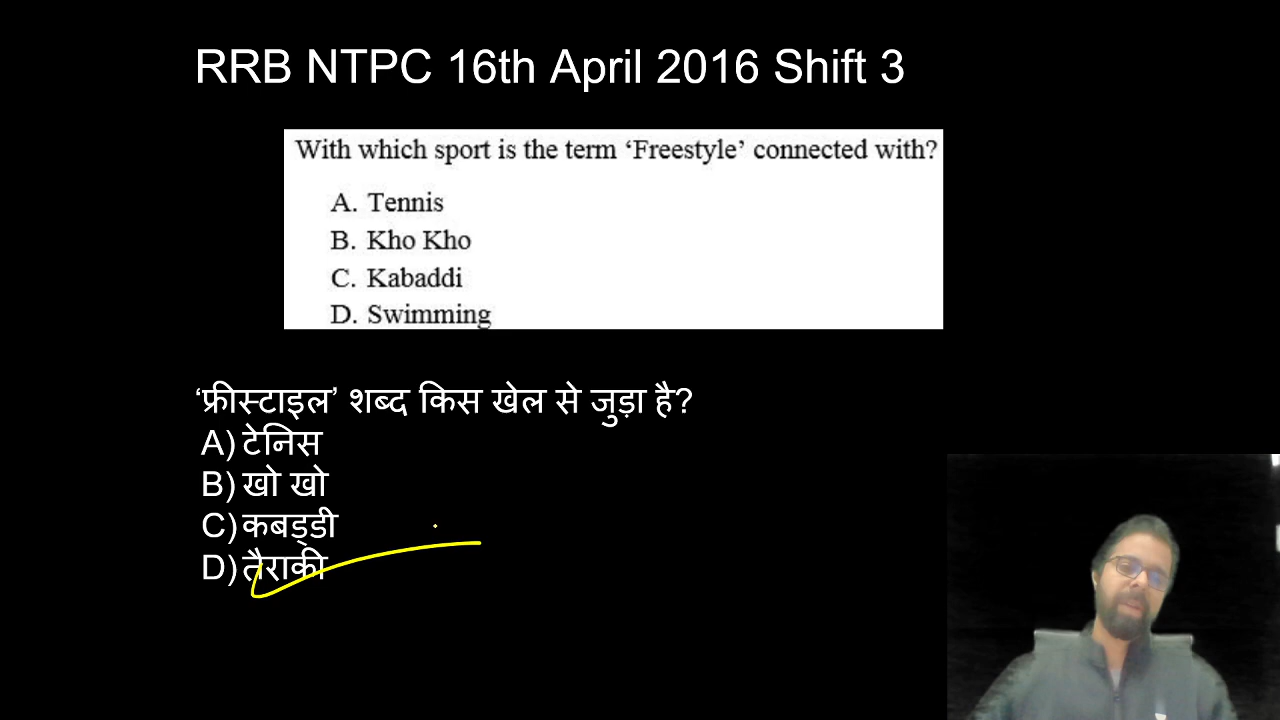 RRB NTPC 16th April 2016 Shift 3
With which sport is the term ‘Freestyle’ connected with?
A. Tennis
B. Kho Kho
C. Kabaddi
D. Swimming
‘फ्रीस्टाइल’ शब्द किस खेल से जुड़ा है?
A) टेनिस
B) खो खो
C) कबड्डी
D) तैराकी